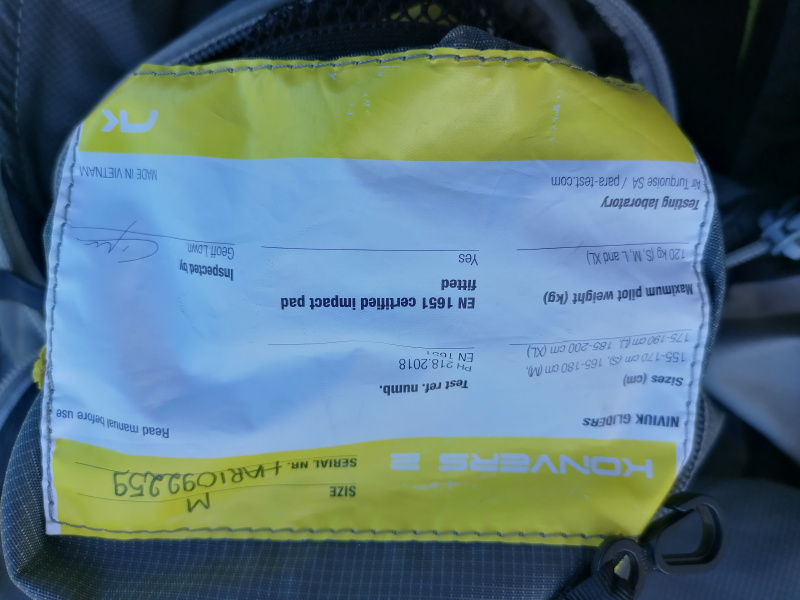 KONVERS 2
SIZE M
SERIAL NR. HAR1092259
NIVIUK GLIDERS
Read manual before use
Sizes (cm)
155-170 cm (S), 165-180 cm (M),
175-190 cm (L), 185-200 cm (XL)
Test ref. numb.
PH 218.2018
EN 1651
Maximum pilot weight (kg)
120 kg (S, M, L and XL)
EN 1651 certified impact pad
fitted
Yes
Inspected by
Geoff Lown
Testing laboratory
Air Turquoise SA / para-test.com
MADE IN VIETNAM